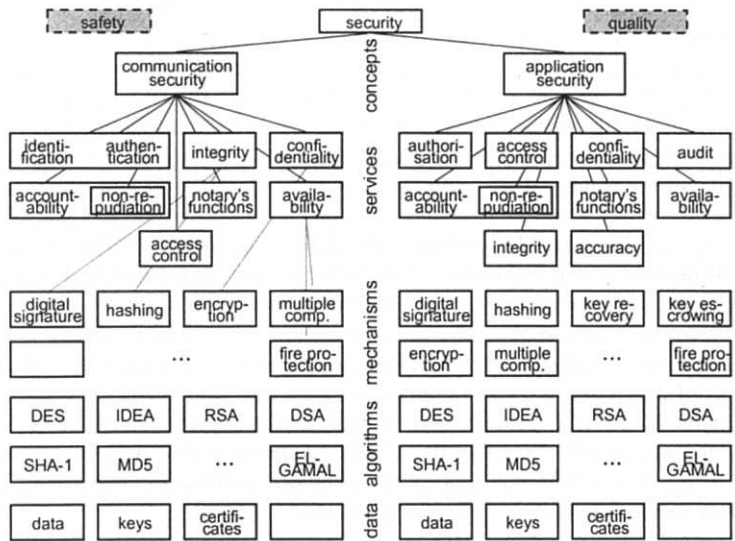 safety
security
quality
concepts
communication
security
application
security
services
identi-
fication
authen-
tication
integrity
confi-
dentiality
authori-
sation
access
control
confi-
dentiality
audit
account-
ability
non-re-
pudiation
notary's
functions
availa-
bility
account-
ability
non-re-
pudiation
notary's
functions
availa-
bility
access
control
integrity
accuracy
mechanisms
digital
signature
hashing
encryp-
tion
multiple
comp.
digital
signature
hashing
key re-
covery
key es-
crowing
...
fire pro-
tection
encryp-
tion
multiple
comp.
...
fire pro-
tection
algorithms
DES
IDEA
RSA
DSA
DES
IDEA
RSA
DSA
SHA-1
MD5
...
EL-
GAMAL
SHA-1
MD5
...
EL-
GAMAL
data
data
keys
certifi-
cates
data
keys
certifi-
cates